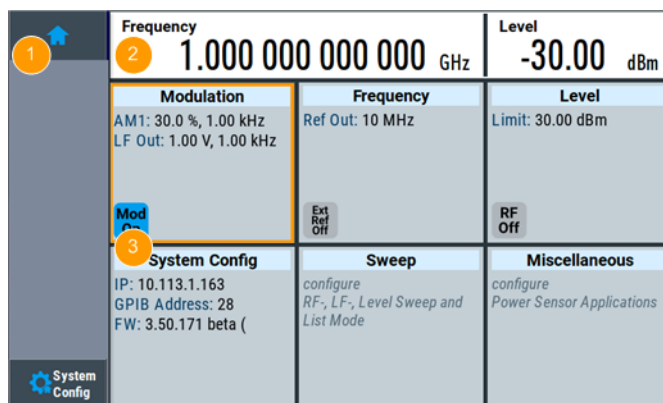 1
Frequency
2
1.000 000 000 000 GHz
Level
-30.00 dBm
Modulation
AM1: 30.0 %, 1.00 kHz
LF Out: 1.00 V, 1.00 kHz
Mod
On
3
Frequency
Ref Out: 10 MHz
Ext
Ref
Off
Level
Limit: 30.00 dBm
RF
Off
System Config
IP: 10.113.1.163
GPIB Address: 28
FW: 3.50.171 beta (
Sweep
configure
RF-, LF-, Level Sweep and
List Mode
Miscellaneous
configure
Power Sensor Applications
System
Config